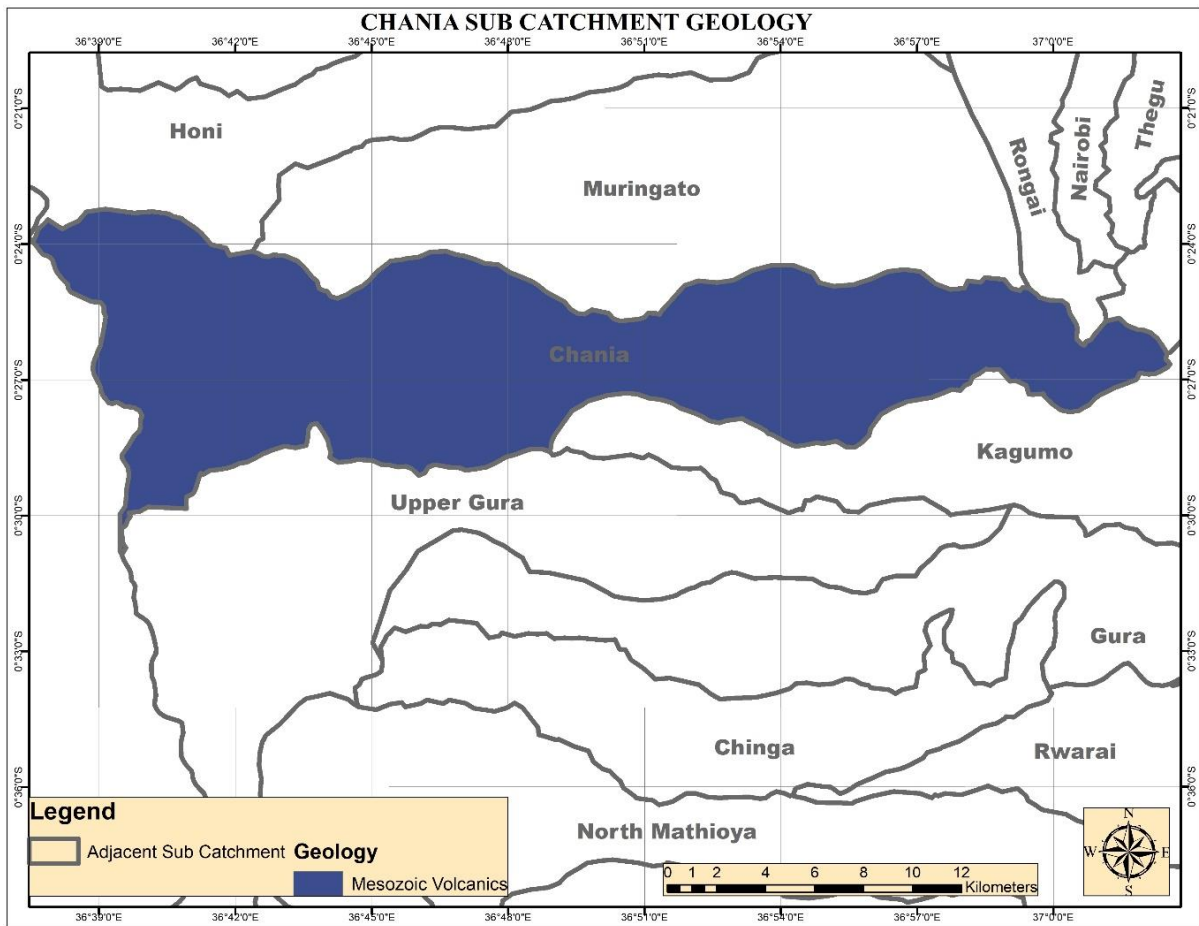 CHANIA SUB CATCHMENT GEOLOGY
36°39'0"E 36°42'0"E 36°45'0"E 36°48'0"E 36°51'0"E 36°54'0"E 36°57'0"E 37°0'0"E
0°21'0"S 0°21'0"S
Honi
Muringato
Rongai
Nairobi
Thegu
0°24'0"S 0°24'0"S
Chania
0°27'0"S 0°27'0"S
Kagumo
Upper Gura
0°30'0"S 0°30'0"S
Gura
0°33'0"S 0°33'0"S
Chinga
Rwarai
0°36'0"S 0°36'0"S
North Mathioya
Legend
Adjacent Sub Catchment
Geology
Mesozoic Volcanics
N
W E
S
0 1 2 4 6 8 10 12
Kilometers
36°39'0"E 36°42'0"E 36°45'0"E 36°48'0"E 36°51'0"E 36°54'0"E 36°57'0"E 37°0'0"E